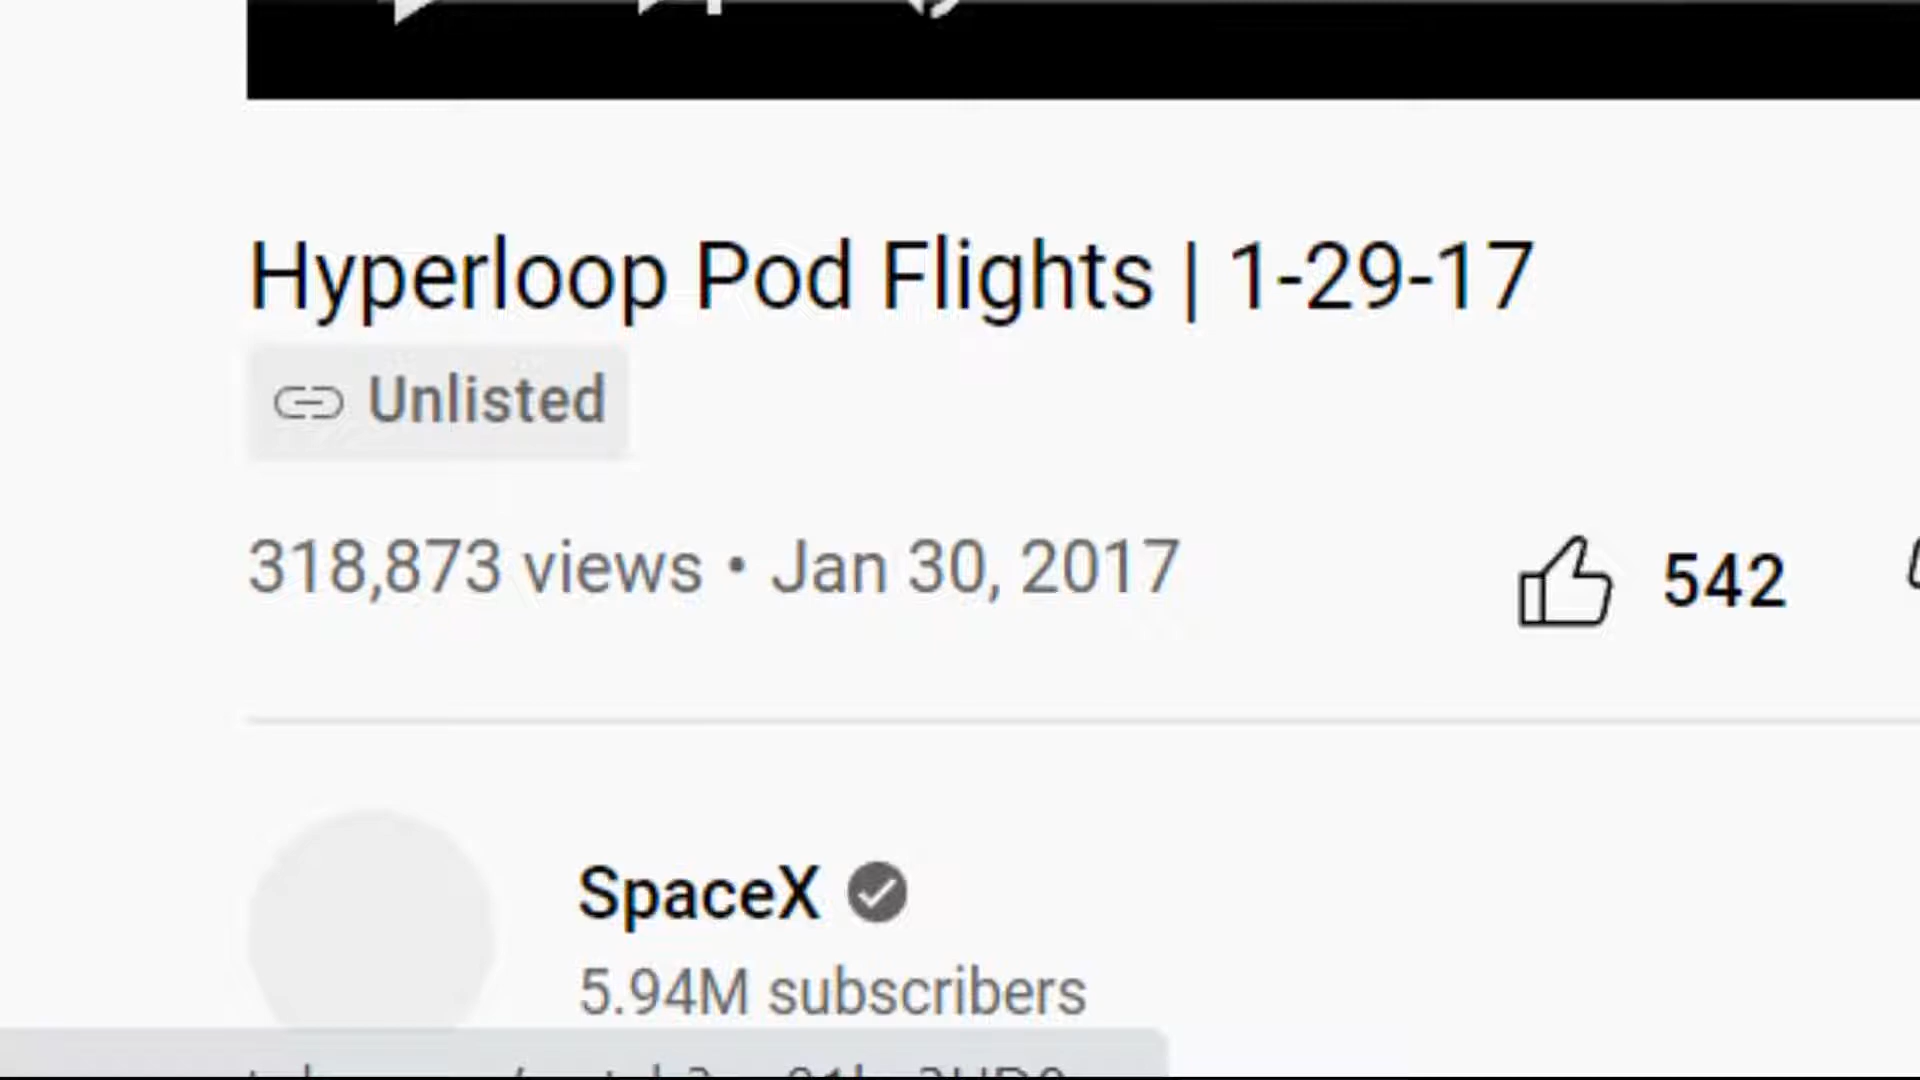 Hyperloop Pod Flights | 1-29-17
Unlisted
318,873 views • Jan 30, 2017
542
SpaceX
5.94M subscribers